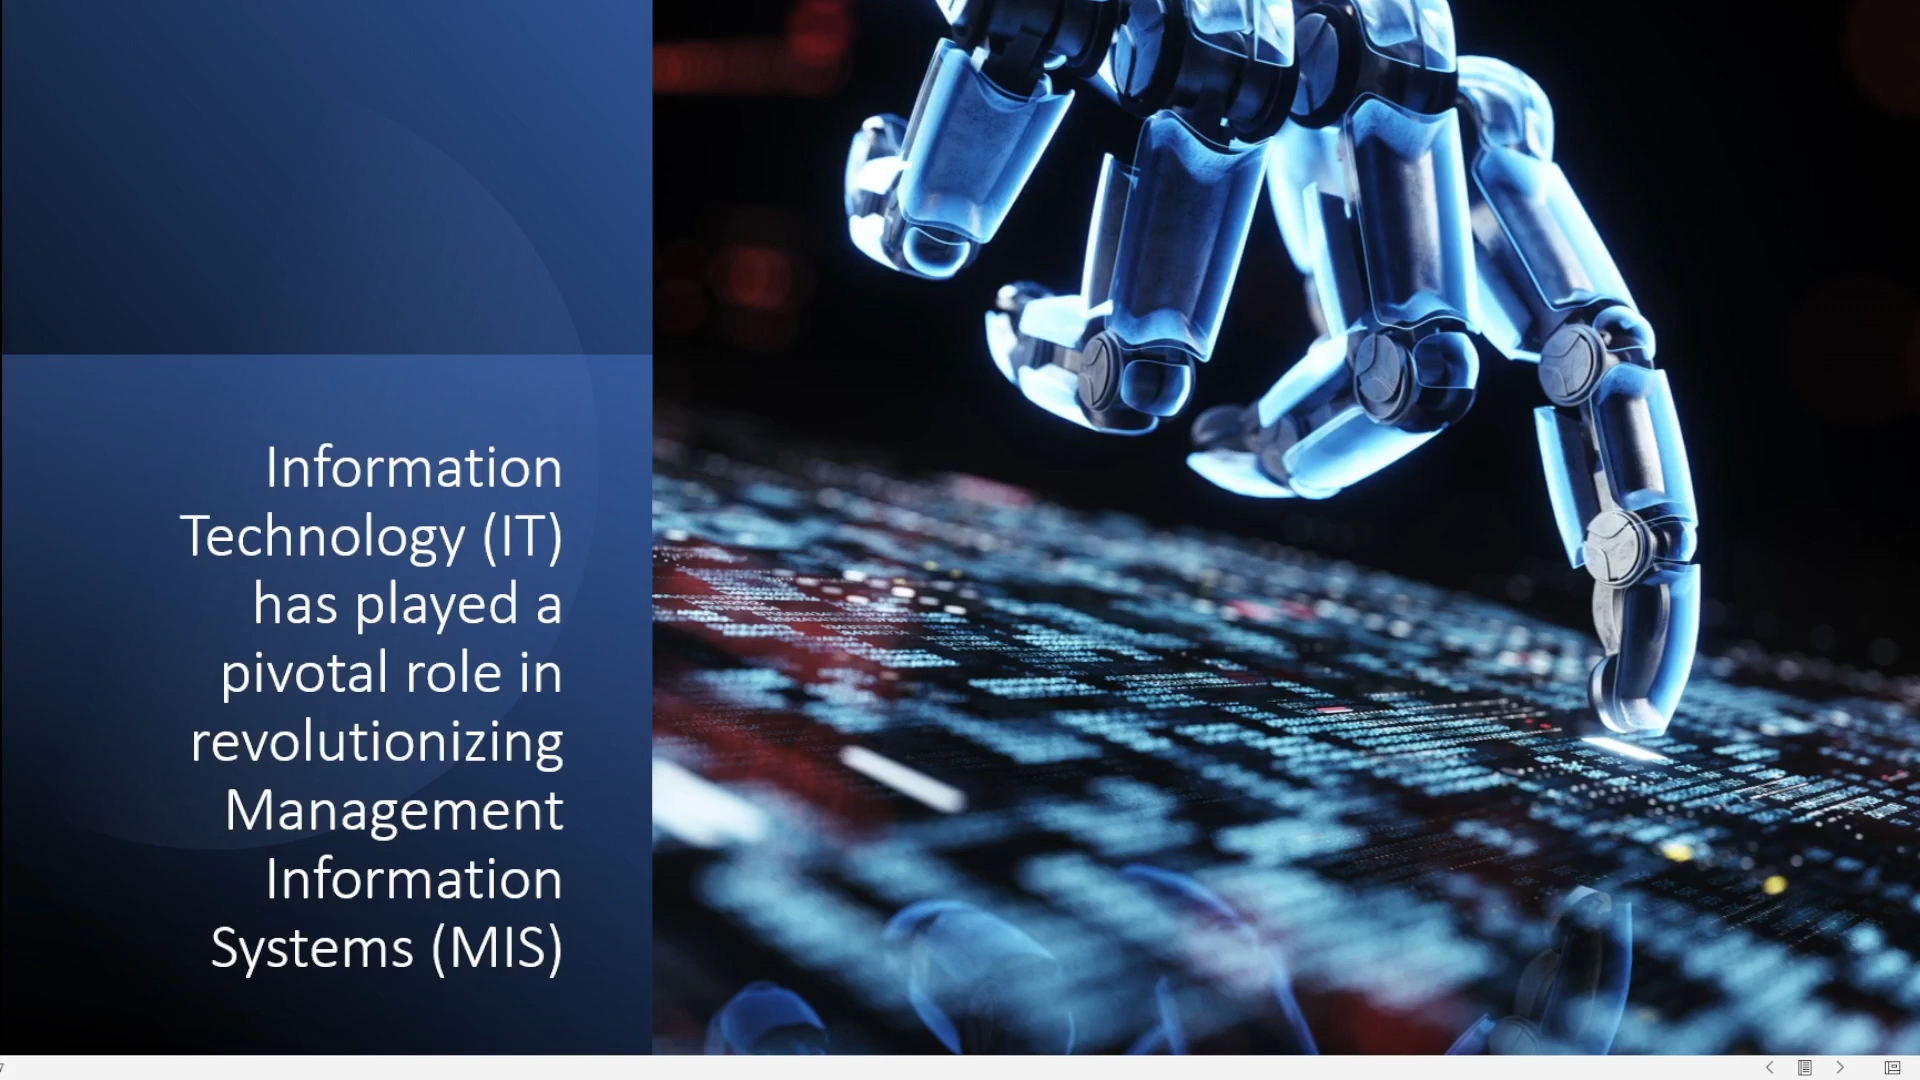 Information
Technology (IT)
has played a
pivotal role in
revolutionizing
Management
Information
Systems (MIS)